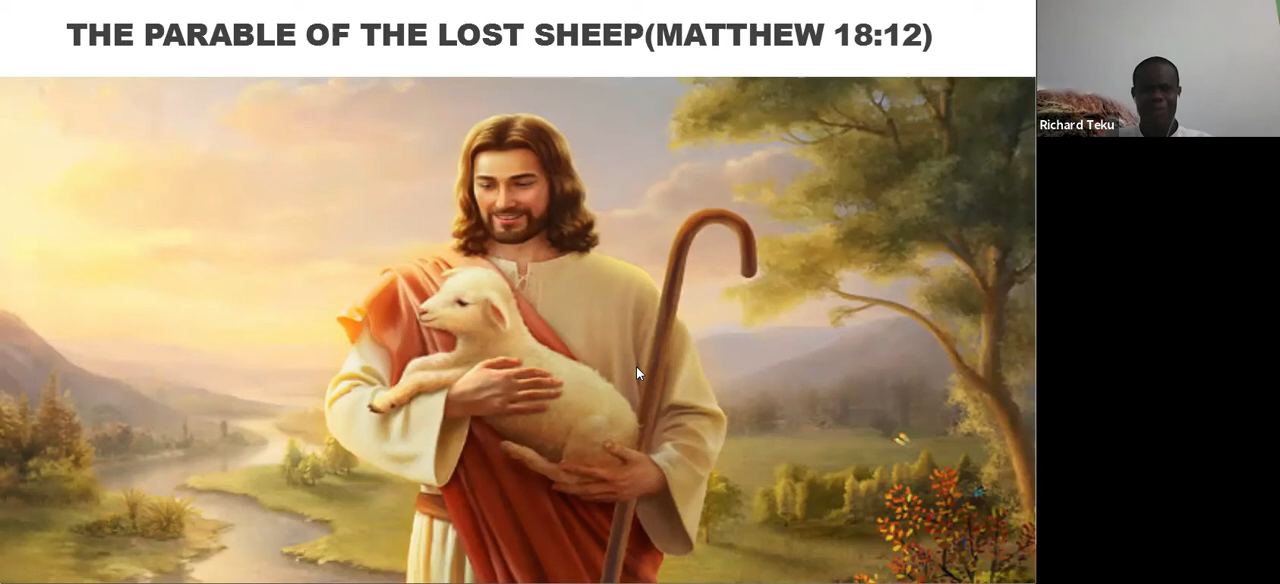 THE PARABLE OF THE LOST SHEEP(MATTHEW 18:12)
Richard Teku